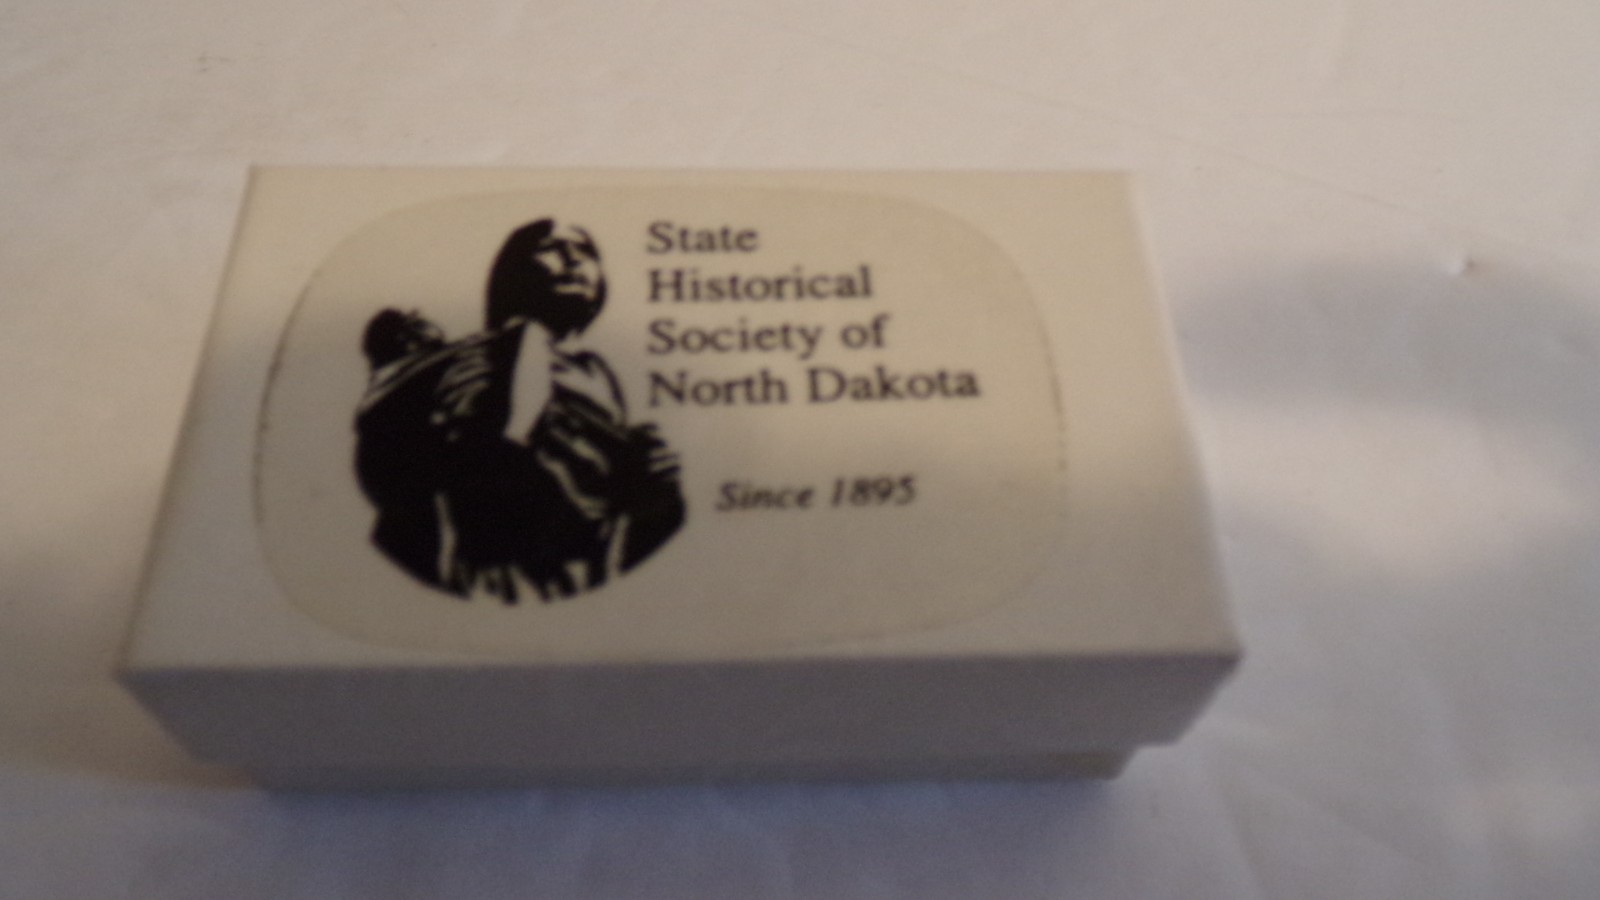 State
Historical
Society of
North Dakota
Since 1895